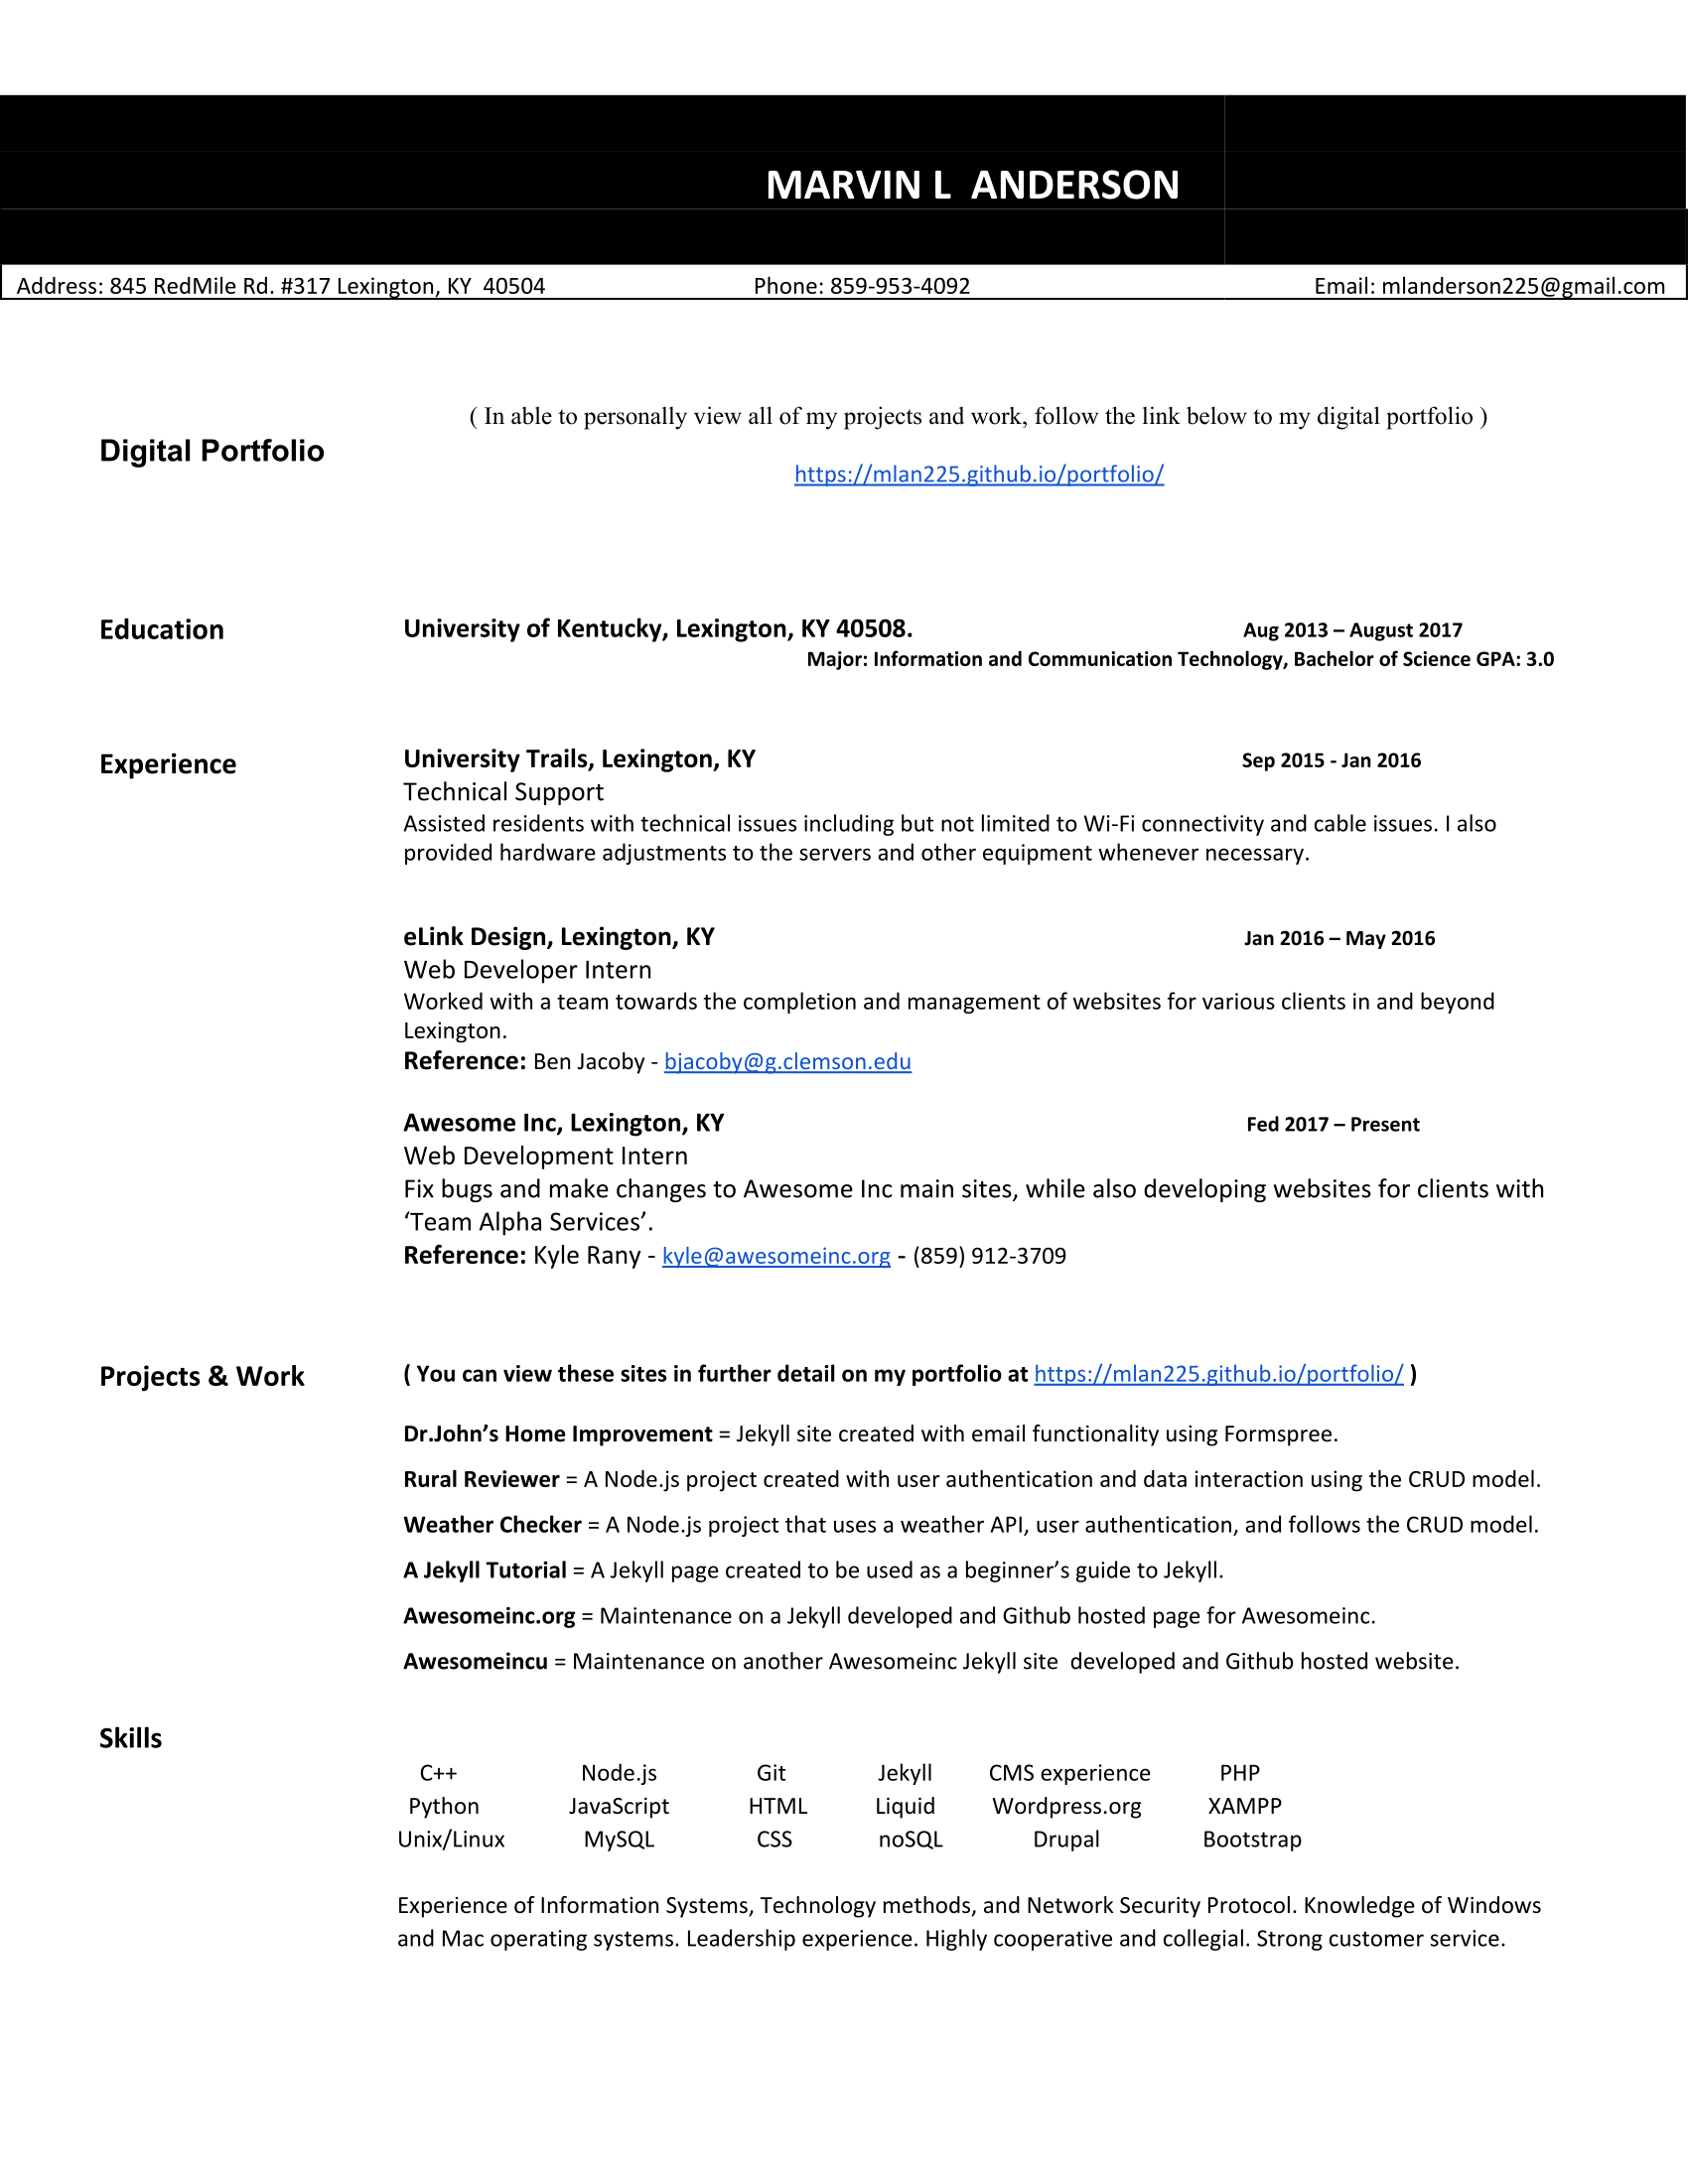 MARVIN L  ANDERSON
Address: 845 RedMile Rd. #317 Lexington, KY  40504 Phone: 859-953-4092 Email: mlanderson225@gmail.com
( In able to personally view all of my projects and work, follow the link below to my digital portfolio )
Digital Portfolio
https://mlan225.github.io/portfolio/
Education University of Kentucky, Lexington, KY 40508. Aug 2013 – August 2017
Major: Information and Communication Technology, Bachelor of Science GPA: 3.0
Experience University Trails, Lexington, KY Sep 2015 - Jan 2016
Technical Support
Assisted residents with technical issues including but not limited to Wi-Fi connectivity and cable issues. I also
provided hardware adjustments to the servers and other equipment whenever necessary.
eLink Design, Lexington, KY Jan 2016 – May 2016
Web Developer Intern
Worked with a team towards the completion and management of websites for various clients in and beyond
Lexington.
Reference: Ben Jacoby - bjacoby@g.clemson.edu
Awesome Inc, Lexington, KY Fed 2017 – Present
Web Development Intern
Fix bugs and make changes to Awesome Inc main sites, while also developing websites for clients with
‘Team Alpha Services’.
Reference: Kyle Rany - kyle@awesomeinc.org - (859) 912-3709
Projects & Work ( You can view these sites in further detail on my portfolio at https://mlan225.github.io/portfolio/ )
Dr.John’s Home Improvement = Jekyll site created with email functionality using Formspree.
Rural Reviewer = A Node.js project created with user authentication and data interaction using the CRUD model.
Weather Checker = A Node.js project that uses a weather API, user authentication, and follows the CRUD model.
A Jekyll Tutorial = A Jekyll page created to be used as a beginner’s guide to Jekyll.
Awesomeinc.org = Maintenance on a Jekyll developed and Github hosted page for Awesomeinc.
Awesomeincu = Maintenance on another Awesomeinc Jekyll site  developed and Github hosted website.
Skills
C++ Node.js Git Jekyll CMS experience PHP
Python JavaScript HTML Liquid Wordpress.org XAMPP
Unix/Linux MySQL CSS noSQL Drupal Bootstrap
Experience of Information Systems, Technology methods, and Network Security Protocol. Knowledge of Windows
and Mac operating systems. Leadership experience. Highly cooperative and collegial. Strong customer service.